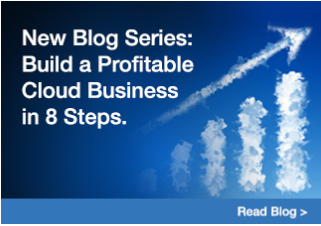 New Blog Series:
Build a Profitable
Cloud Business
in 8 Steps.
Read Blog >